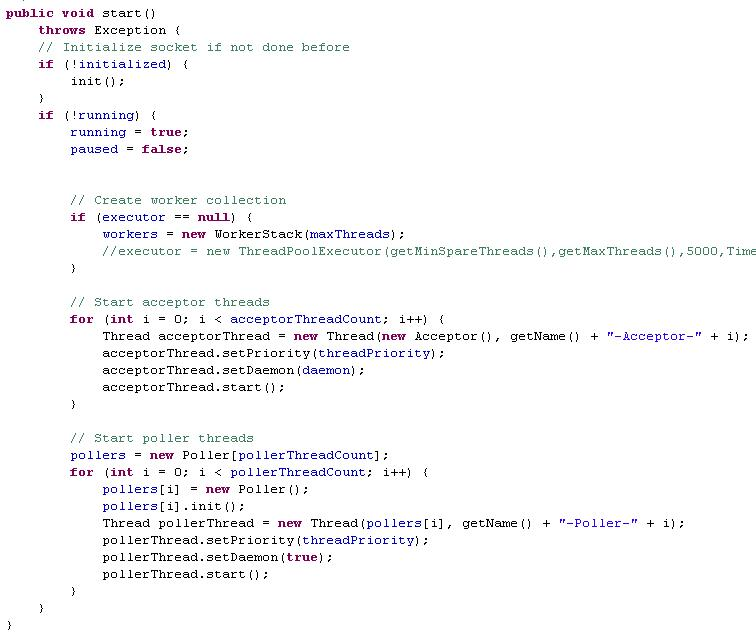 public void start()
    throws Exception {
    // Initialize socket if not done before
    if (!initialized) {
        init();
    }
    if (!running) {
        running = true;
        paused = false;


        // Create worker collection
        if (executor == null) {
            workers = new WorkerStack(maxThreads);
            //executor = new ThreadPoolExecutor(getMinSpareThreads(),getMaxThreads(),5000,Time
        }

        // Start acceptor threads
        for (int i = 0; i < acceptorThreadCount; i++) {
            Thread acceptorThread = new Thread(new Acceptor(), getName() + "-Acceptor-" + i);
            acceptorThread.setPriority(threadPriority);
            acceptorThread.setDaemon(daemon);
            acceptorThread.start();
        }

        // Start poller threads
        pollers = new Poller[pollerThreadCount];
        for (int i = 0; i < pollerThreadCount; i++) {
            pollers[i] = new Poller();
            pollers[i].init();
            Thread pollerThread = new Thread(pollers[i], getName() + "-Poller-" + i);
            pollerThread.setPriority(threadPriority);
            pollerThread.setDaemon(true);
            pollerThread.start();
        }
    }
}